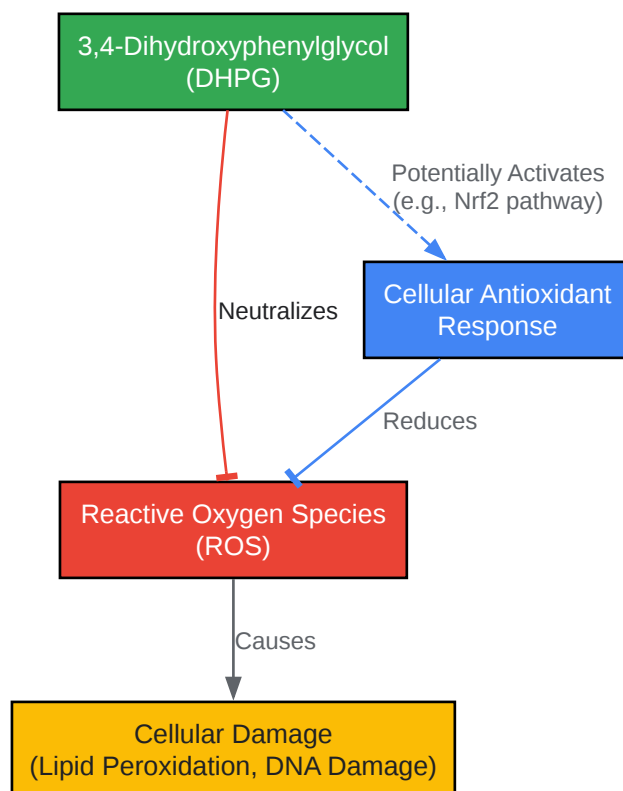 3,4-Dihydroxyphenylglycol
(DHPG)
Potentially Activates
(e.g., Nrf2 pathway)
Cellular Antioxidant
Response
Neutralizes
Reduces
Reactive Oxygen Species
(ROS)
Causes
Cellular Damage
(Lipid Peroxidation, DNA Damage)